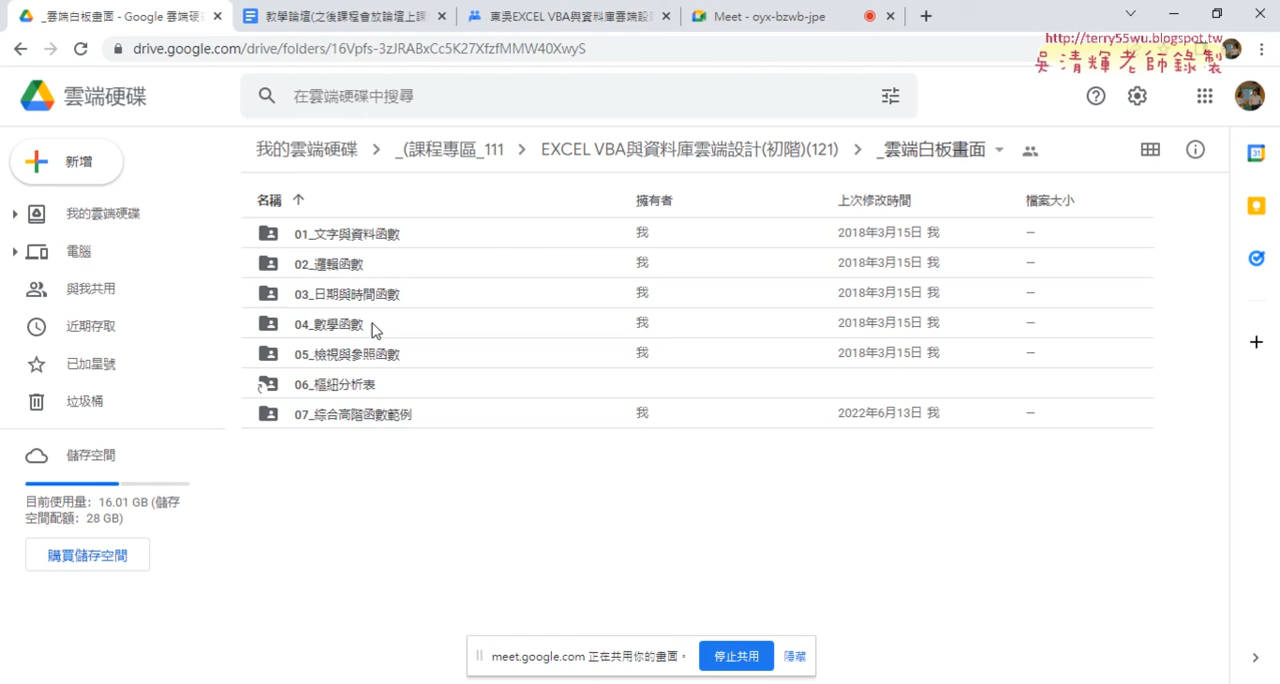 _雲端白板畫面 - Google 雲端硬碟
教學論壇(之後課程會放論壇上課
東吳EXCEL VBA與資料庫雲端設計
Meet - oyx-bzwb-jpe
drive.google.com/drive/folders/16Vpfs-3zJRABxCc5K27XfzfMMW40XwyS
http://terry55wu.blogspot.tw
吳清輝老師錄製
雲端硬碟
在雲端硬碟中搜尋
新增
我的雲端硬碟 > _(課程專區_111 > EXCEL VBA與資料庫雲端設計(初階)(121) > _雲端白板畫面
名稱 擁有者 上次修改時間 檔案大小
01_文字與資料函數 我 2018年3月15日 我 —
02_邏輯函數 我 2018年3月15日 我 —
03_日期與時間函數 我 2018年3月15日 我 —
04_數學函數 我 2018年3月15日 我 —
05_檢視與參照函數 我 2018年3月15日 我 —
06_樞紐分析表
07_綜合高階函數範例 我 2022年6月13日 我 —
我的雲端硬碟
電腦
與我共用
近期存取
已加星號
垃圾桶
儲存空間
目前使用量: 16.01 GB (儲存
空間配額: 28 GB)
購買儲存空間
31
meet.google.com 正在共用你的畫面。
停止共用
隱藏